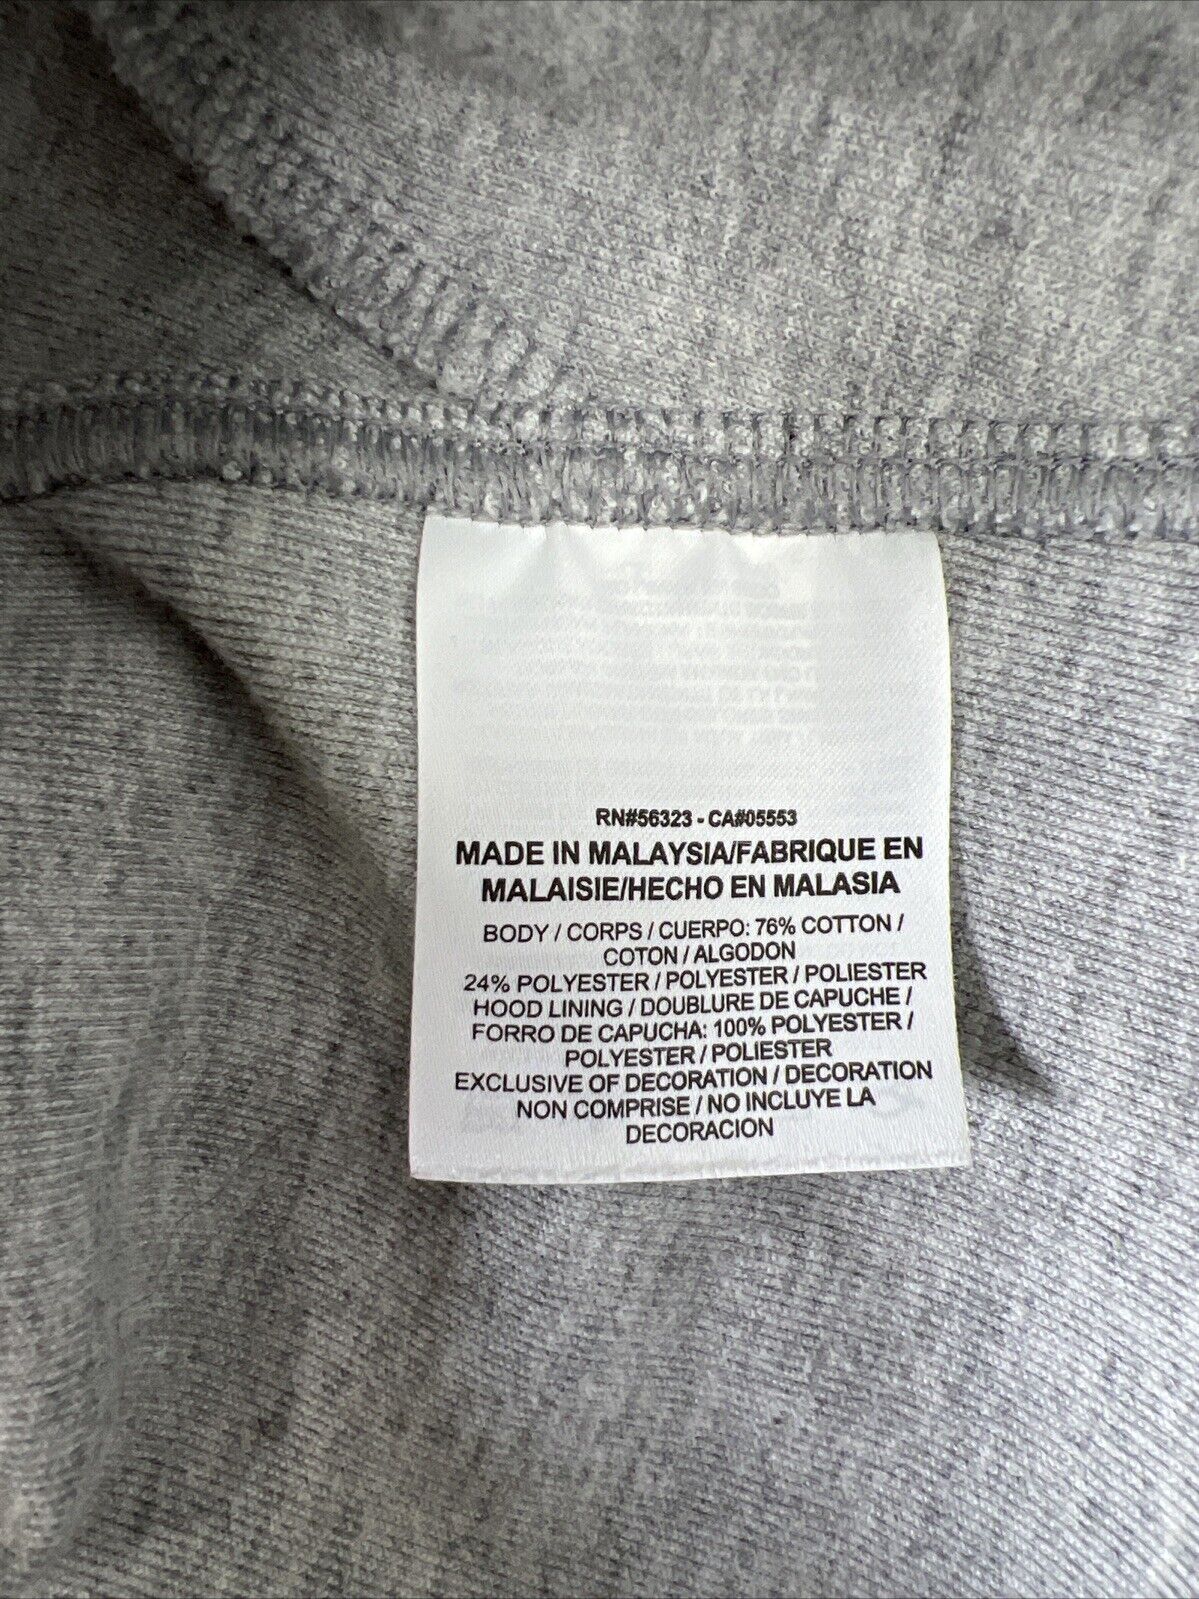 RN#56323 - CA#05553
MADE IN MALAYSIA/FABRIQUE EN
MALAISIE/HECHO EN MALASIA
BODY / CORPS / CUERPO: 76% COTTON /
COTON / ALGODON
24% POLYESTER / POLYESTER / POLIESTER
HOOD LINING / DOUBLURE DE CAPUCHE /
FORRO DE CAPUCHA: 100% POLYESTER /
POLYESTER / POLIESTER
EXCLUSIVE OF DECORATION / DECORATION
NON COMPRISE / NO INCLUYE LA
DECORACION